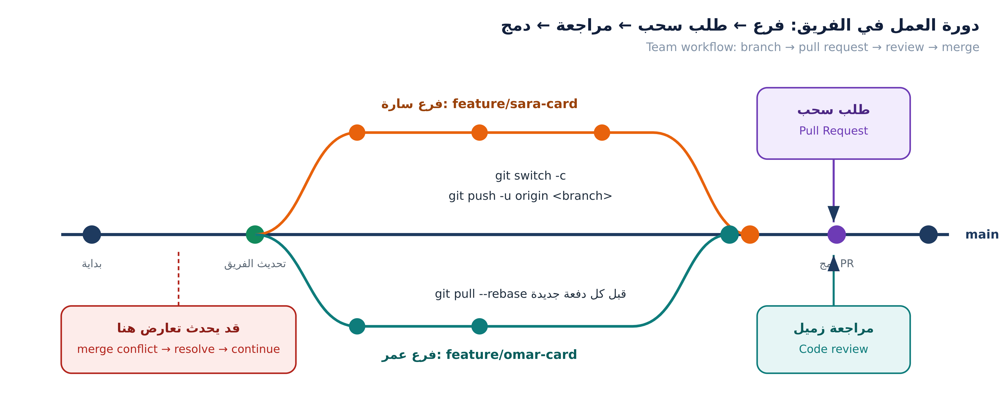 دورة العمل في الفريق: فرع ← طلب سحب ← مراجعة ← دمج
Team workflow: branch → pull request → review → merge
فرع سارة: feature/sara-card
طلب سحب
Pull Request
git switch -c
git push -u origin <branch>
main
بداية
تحديث الفريق
PR
git pull --rebase قبل كل دفعة جديدة
قد يحدث تعارض هنا
merge conflict → resolve → continue
مراجعة زميل
Code review
فرع عمر: feature/omar-card